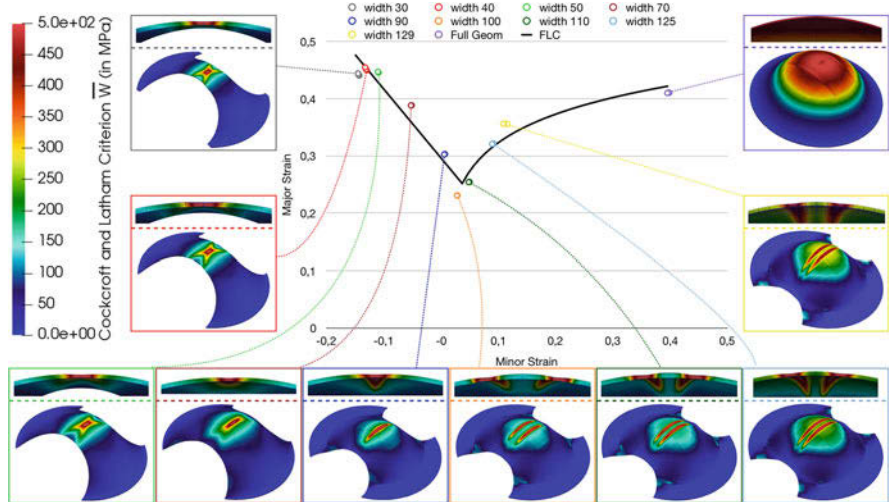 Cockcroft and Latham Criterion W (in MPa)
5.0e+02
450
400
350
300
250
200
150
100
50
0.0e+00
width 30
width 40
width 50
width 70
width 90
width 100
width 110
width 125
width 129
Full Geom
FLC
Major Strain
0,5
0,4
0,3
0,2
0,1
0
-0,2
-0,1
-0
0,1
0,2
0,3
0,4
0,5
Minor Strain